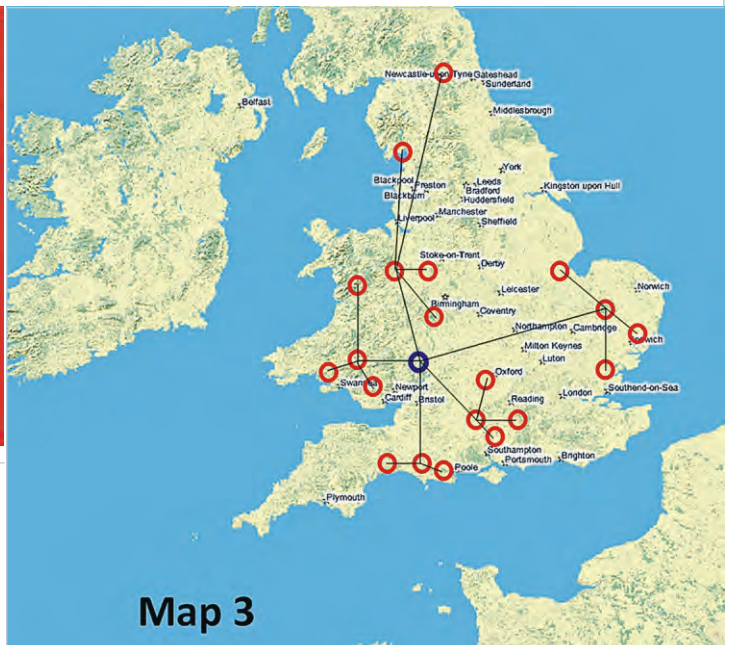 Newcastle-upon-Tyne
Gateshead
Sunderland
Belfast
Middlesbrough
York
Blackpool
Preston
Leeds
Bradford
Kingston upon Hull
Blackburn
Huddersfield
Liverpool
Manchester
Sheffield
Stoke-on-Trent
Derby
Leicester
Norwich
Birmingham
Coventry
Northampton
Cambridge
Milton Keynes
Luton
Oxford
Swansea
Newport
Cardiff
Bristol
Reading
London
Southend-on-Sea
Southampton
Portsmouth
Brighton
Poole
Plymouth
Map 3